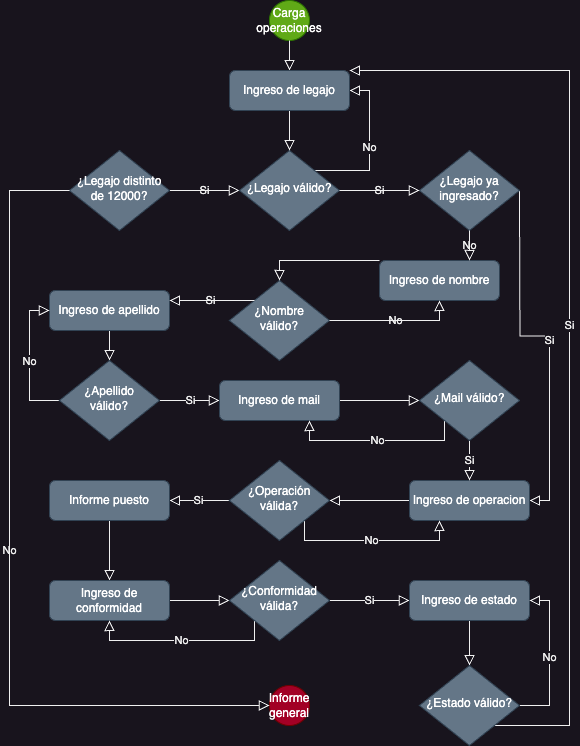 Carga
operaciones
Ingreso de legajo
No
¿Legajo distinto
de 12000?
Si
¿Legajo válido?
Si
¿Legajo ya
ingresado?
No
Ingreso de nombre
Ingreso de apellido
Si
¿Nombre
válido?
No
Si
Si
No
¿Apellido
válido?
Si
Ingreso de mail
¿Mail válido?
No
Si
Informe puesto
Si
¿Operación
válida?
Ingreso de operacion
No
No
Ingreso de
conformidad
¿Conformidad
válida?
Si
Ingreso de estado
No
No
¿Estado válido?
Informe
general